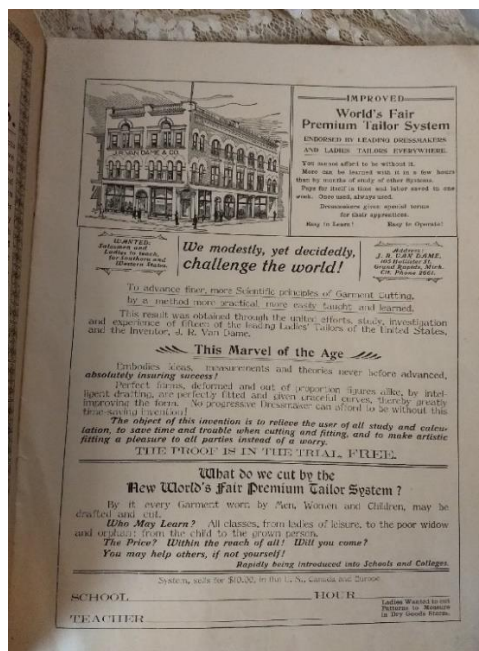 J.R. VAN DAME & CO.
IMPROVED
World's Fair
Premium Tailor System
ENDORSED BY LEADING DRESSMAKERS
AND LADIES TAILORS EVERYWHERE.
You cannot afford to be without it.
More can be learned with it in a few hours
than by months of study of other Systems.
Pays for itself in time and labor saved in one
week. Once used, always used.
Dressmakers given special terms
for their apprentices.
Easy to Learn! Easy to Operate!
WANTED:
Salesmen and
Ladies to teach,
for Southern and
Western States.
We modestly, yet decidedly,
challenge the world!
Address:
J. R. VAN DAME,
Hollister St.
Grand Rapids, Mich.
Cit. Phone
To advance finer, more Scientific principles of Garment Cutting,
by a method more practical, more easily taught and learned.
This result was obtained through the united efforts, study, investigation
and experience of fifteen of the leading Ladies' Tailors of the United States,
and the Inventor, J. R. Van Dame.
This Marvel of the Age
Embodies ideas, measurements and theories never before advanced,
absolutely insuring success!
Perfect forms, deformed and out of proportion figures alike, by intel-
ligent drafting, are perfectly fitted and given graceful curves, thereby greatly
improving the form. No progressive Dressmaker can afford to be without this
time-saving invention!
The object of this invention is to relieve the user of all study and calcu-
lation, to save time and trouble when cutting and fitting, and to make artistic
fitting a pleasure to all parties instead of a worry.
THE PROOF IS IN THE TRIAL, FREE.
What do we cut by the
New World's Fair Premium Tailor System?
By it every Garment worn by Men, Women and Children, may be
drafted and cut.
Who May Learn? All classes, from ladies of leisure, to the poor widow
and orphan; from the child to the grown person.
The Price? Within the reach of all! Will you come?
You may help others, if not yourself!
Rapidly being introduced into Schools and Colleges.
System, sells for $10.00, in the U. S., Canada and Europe.
SCHOOL HOUR
TEACHER
Ladies Wanted to cut
Patterns to Measure
in Dry Goods Stores.